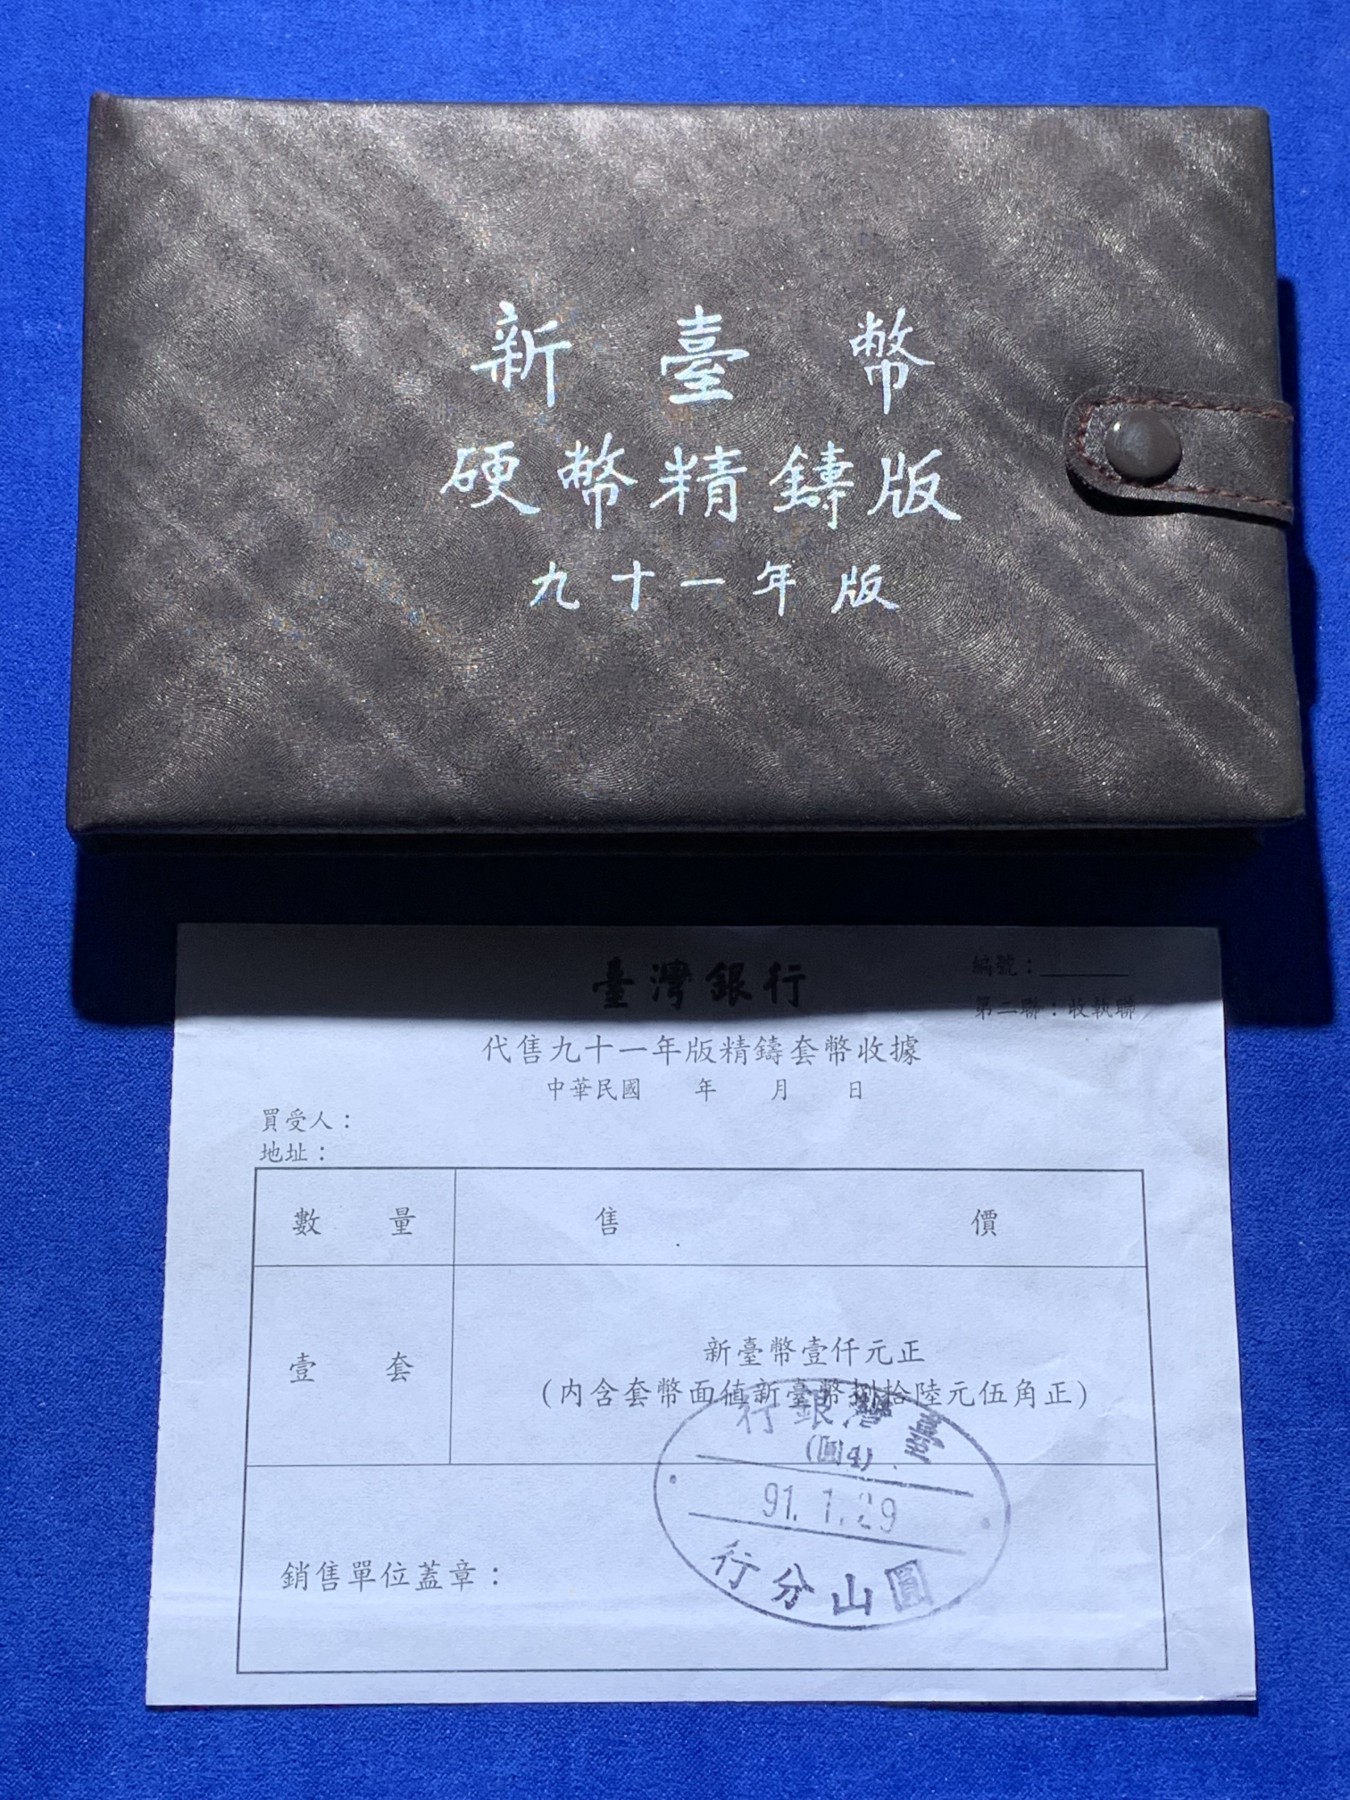 新臺幣
硬幣精鑄版
九十一年版
臺灣銀行
編號：
第二聯：收執聯
代售九十一年版精鑄套幣收據
中華民國 年 月 日
買受人：
地址：
數量 售價
壹套 新臺幣壹仟元正
(內含套幣面值新臺幣捌拾陸元伍角正)
行銀灣臺
91.1.29
行分山圓
銷售單位蓋章：